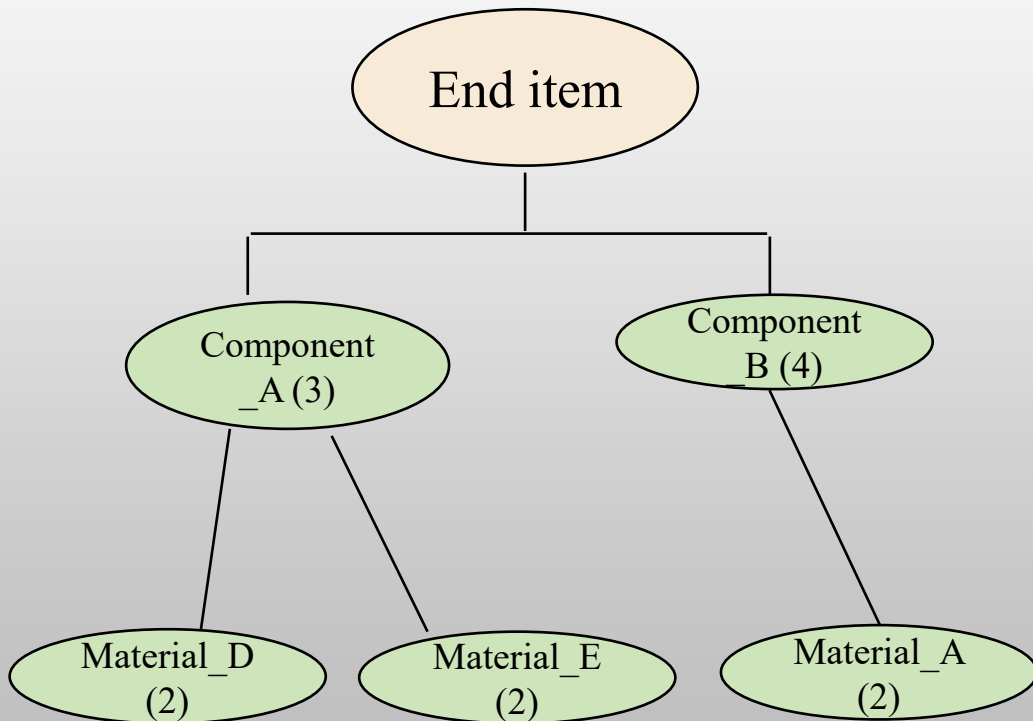 End item
Component
_A (3)
Component
_B (4)
Material_D
(2)
Material_E
(2)
Material_A
(2)